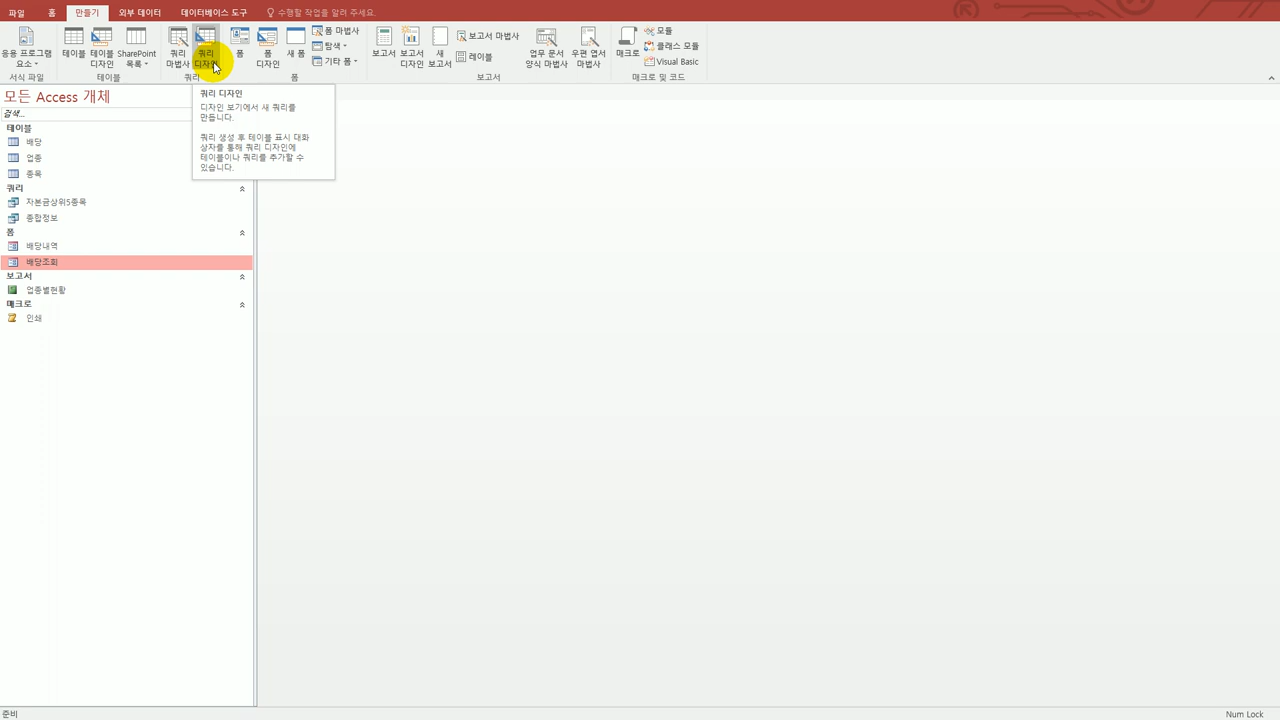 파일 홈 만들기 외부 데이터 데이터베이스 도구 수행할 작업을 알려 주세요.
응용 프로그램
요소
서식 파일
테이블
테이블
디자인
SharePoint
목록
테이블
쿼리
마법사
쿼리
디자인
쿼리
폼
폼
디자인
새 폼
폼 마법사
탐색
기타 폼
폼
보고서
보고서
디자인
새
보고서
보고서 마법사
레이블
업무 문서
양식 마법사
우편 엽서
마법사
보고서
매크로
모듈
클래스 모듈
Visual Basic
매크로 및 코드
모든 Access 개체
검색...
테이블
배당
업종
종목
쿼리
자본금상위5종목
종합정보
폼
배당내역
배당조회
보고서
업종별현황
매크로
인쇄
쿼리 디자인
디자인 보기에서 새 쿼리를
만듭니다.
쿼리 생성 후 테이블 표시 대화
상자를 통해 쿼리 디자인에
테이블이나 쿼리를 추가할 수
있습니다.
준비
Num Lock